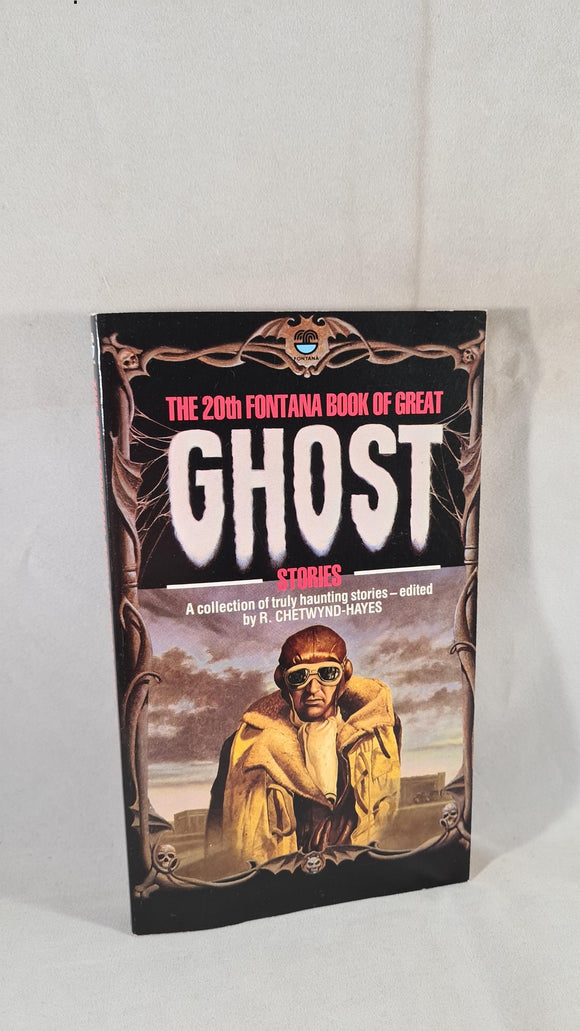 FONTANA
THE 20th FONTANA BOOK OF GREAT
GHOST
STORIES
A collection of truly haunting stories – edited
by R. CHETWYND-HAYES